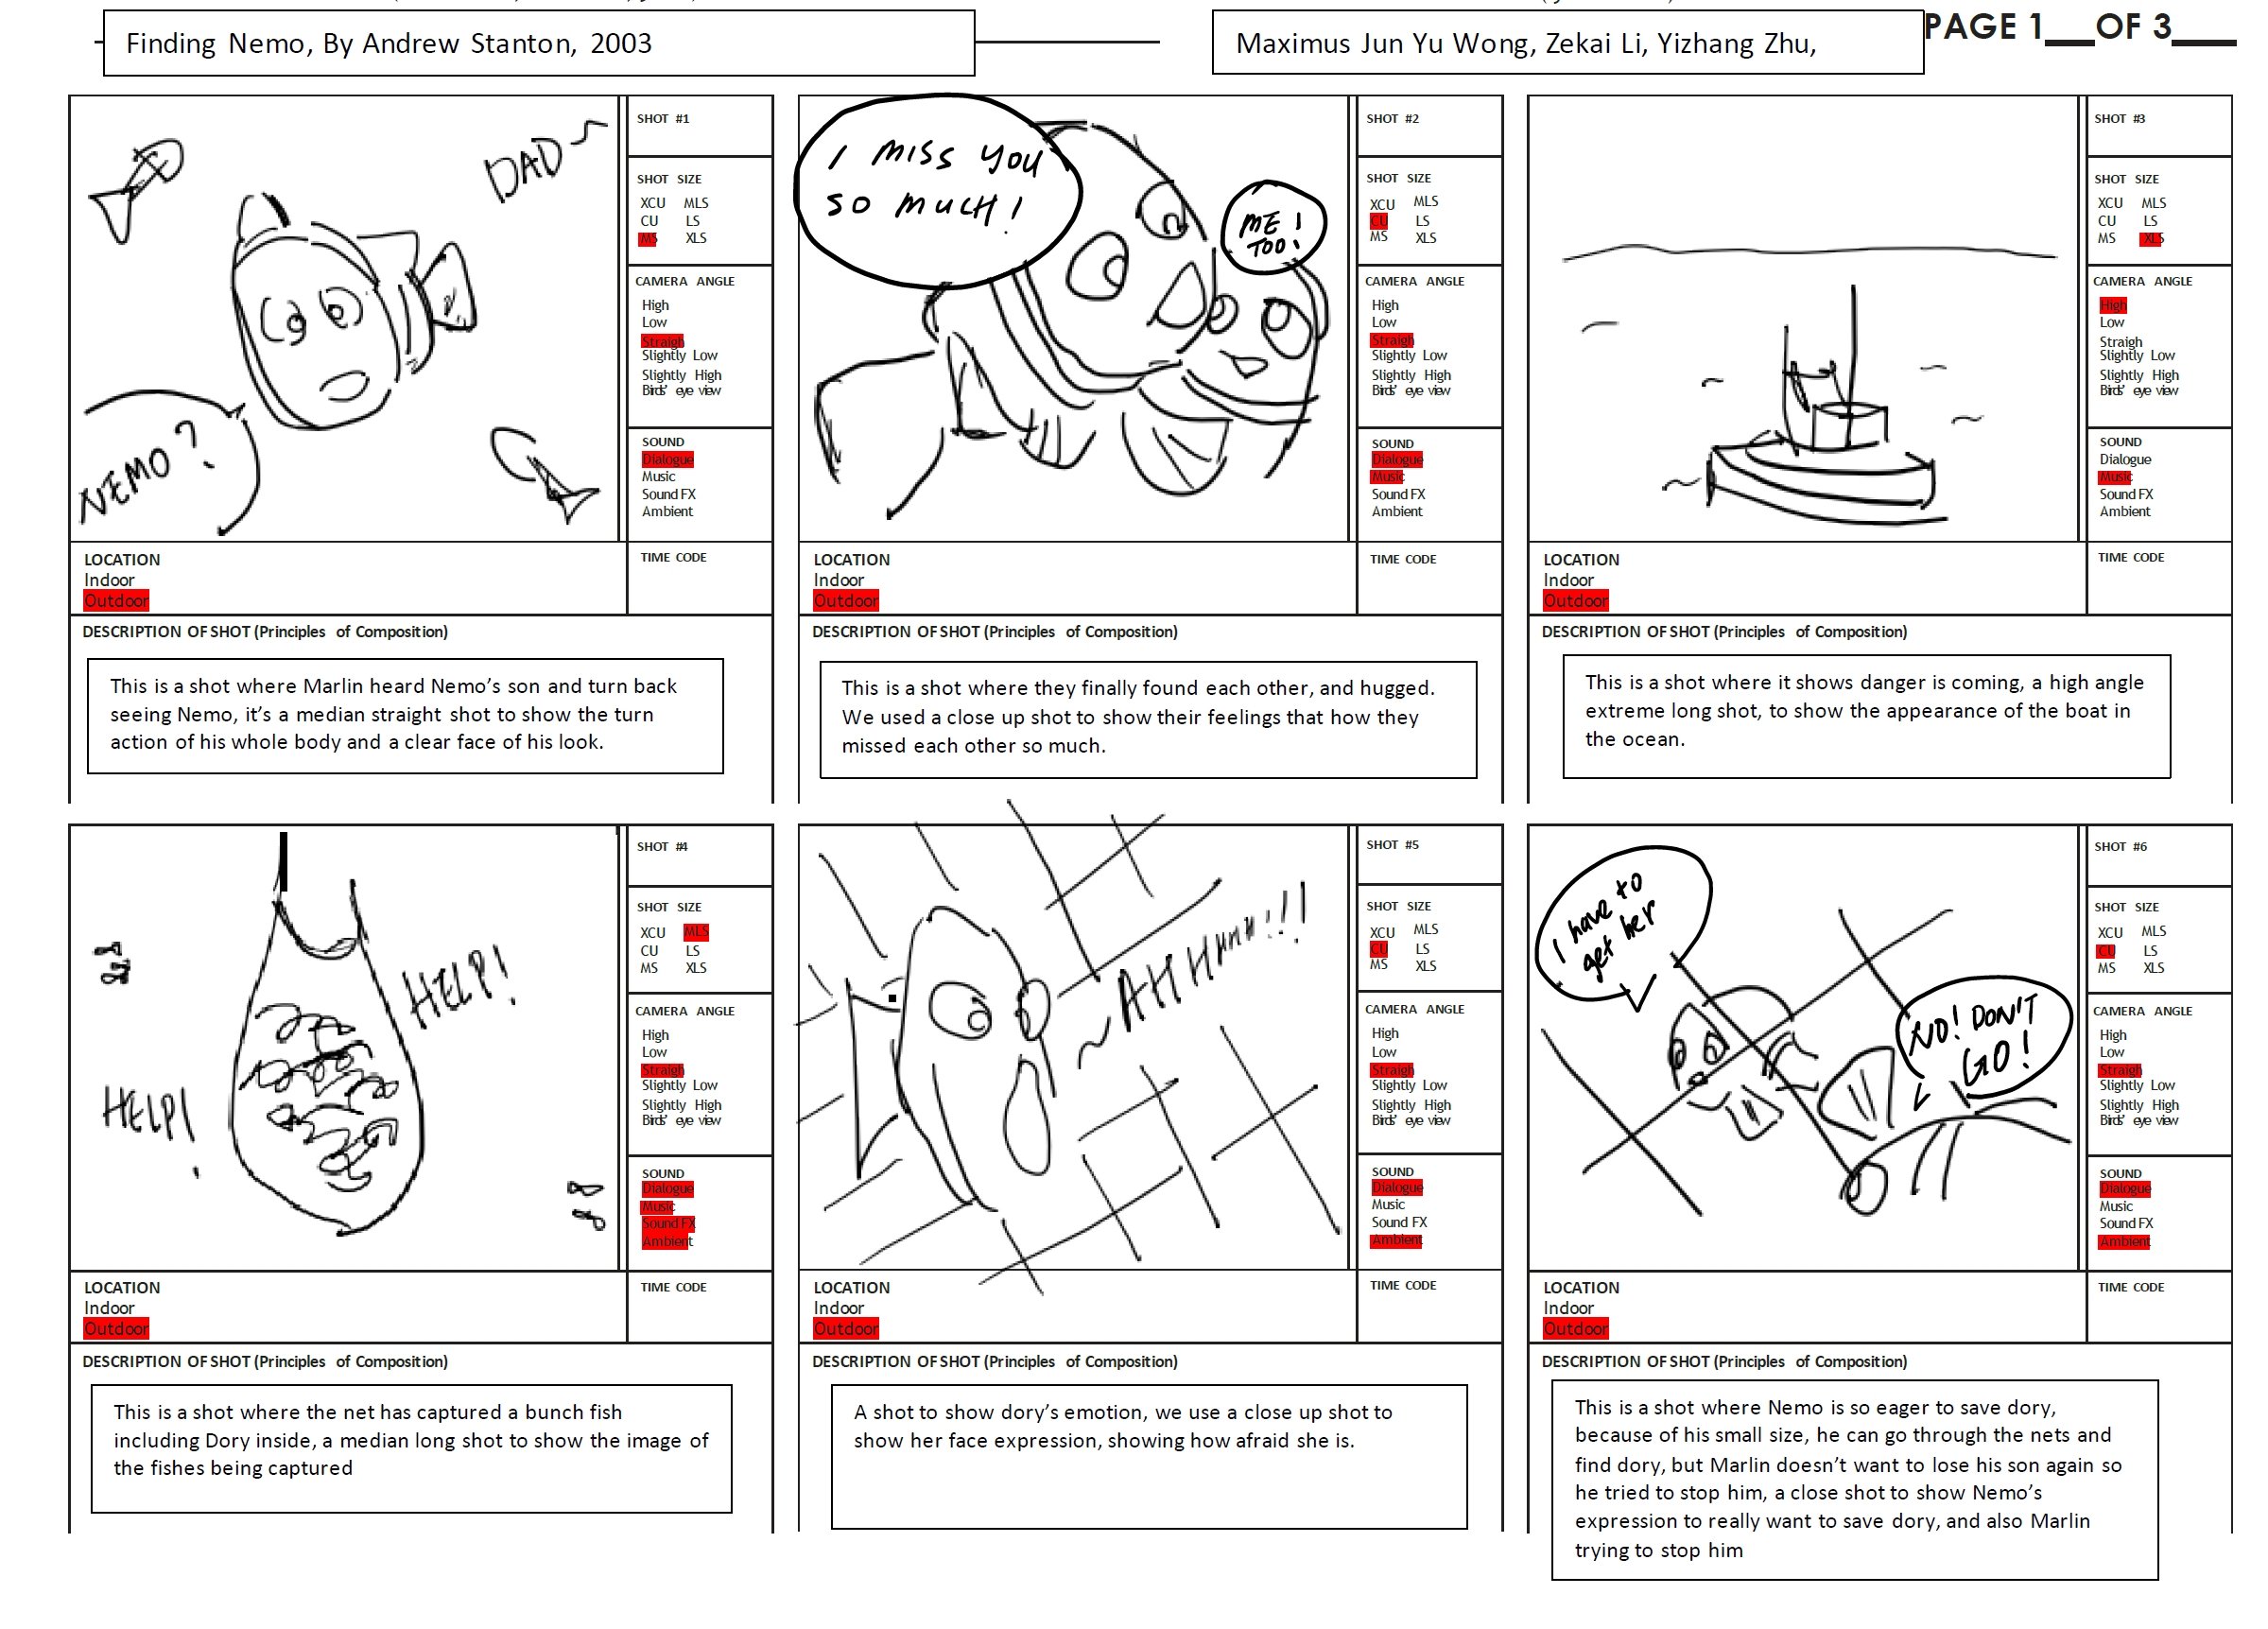 Finding Nemo, By Andrew Stanton, 2003
Maximus Jun Yu Wong, Zekai Li, Yizhang Zhu,
PAGE 1__OF 3___
DAD~
NEMO?
SHOT #1
SHOT SIZE
XCU MLS
CU LS
MS XLS
CAMERA ANGLE
High
Low
Straigh
Slightly Low
Slightly High
Birds' eye view
SOUND
Dialogue
Music
Sound FX
Ambient
LOCATION
Indoor
Outdoor
TIME CODE
DESCRIPTION OF SHOT (Principles of Composition)
This is a shot where Marlin heard Nemo's son and turn back
seeing Nemo, it's a median straight shot to show the turn
action of his whole body and a clear face of his look.
I MISS YOU
SO MUCH!
ME!
TOO!
SHOT #2
SHOT SIZE
XCU MLS
CU LS
MS XLS
CAMERA ANGLE
High
Low
Straigh
Slightly Low
Slightly High
Birds' eye view
SOUND
Dialogue
Music
Sound FX
Ambient
LOCATION
Indoor
Outdoor
TIME CODE
DESCRIPTION OF SHOT (Principles of Composition)
This is a shot where they finally found each other, and hugged.
We used a close up shot to show their feelings that how they
missed each other so much.
SHOT #3
SHOT SIZE
XCU MLS
CU LS
MS XLS
CAMERA ANGLE
High
Low
Straigh
Slightly Low
Slightly High
Birds' eye view
SOUND
Dialogue
Music
Sound FX
Ambient
LOCATION
Indoor
Outdoor
TIME CODE
DESCRIPTION OF SHOT (Principles of Composition)
This is a shot where it shows danger is coming, a high angle
extreme long shot, to show the appearance of the boat in
the ocean.
HELP!
HELP!
SHOT #4
SHOT SIZE
XCU MLS
CU LS
MS XLS
CAMERA ANGLE
High
Low
Straigh
Slightly Low
Slightly High
Birds' eye view
SOUND
Dialogue
Music
Sound FX
Ambient
LOCATION
Indoor
Outdoor
TIME CODE
DESCRIPTION OF SHOT (Principles of Composition)
This is a shot where the net has captured a bunch fish
including Dory inside, a median long shot to show the image of
the fishes being captured
~AHHHHH!!!
SHOT #5
SHOT SIZE
XCU MLS
CU LS
MS XLS
CAMERA ANGLE
High
Low
Straigh
Slightly Low
Slightly High
Birds' eye view
SOUND
Dialogue
Music
Sound FX
Ambient
LOCATION
Indoor
Outdoor
TIME CODE
DESCRIPTION OF SHOT (Principles of Composition)
A shot to show dory's emotion, we use a close up shot to
show her face expression, showing how afraid she is.
I have to
get her
NO! DON'T
GO!
SHOT #6
SHOT SIZE
XCU MLS
CU LS
MS XLS
CAMERA ANGLE
High
Low
Straigh
Slightly Low
Slightly High
Birds' eye view
SOUND
Dialogue
Music
Sound FX
Ambient
LOCATION
Indoor
Outdoor
TIME CODE
DESCRIPTION OF SHOT (Principles of Composition)
This is a shot where Nemo is so eager to save dory,
because of his small size, he can go through the nets and
find dory, but Marlin doesn't want to lose his son again so
he tried to stop him, a close shot to show Nemo's
expression to really want to save dory, and also Marlin
trying to stop him